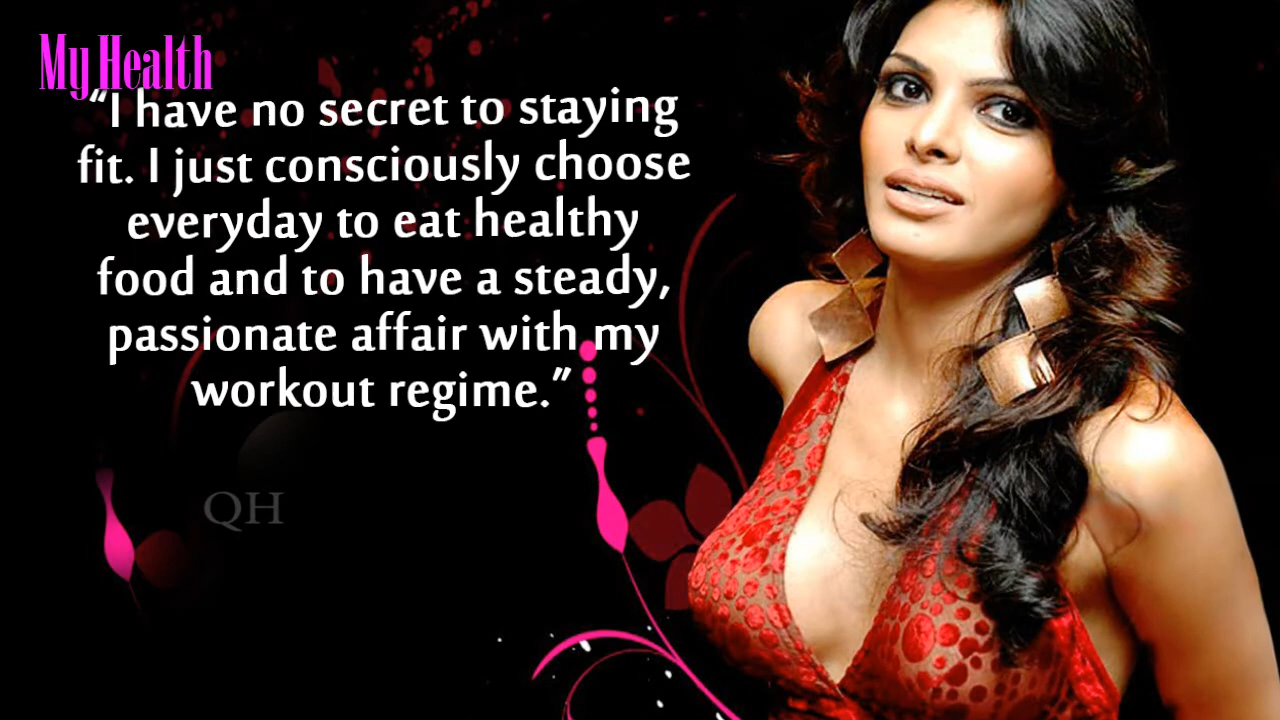 My Health
“I have no secret to staying
fit. I just consciously choose
everyday to eat healthy
food and to have a steady,
passionate affair with my
workout regime.”
QH